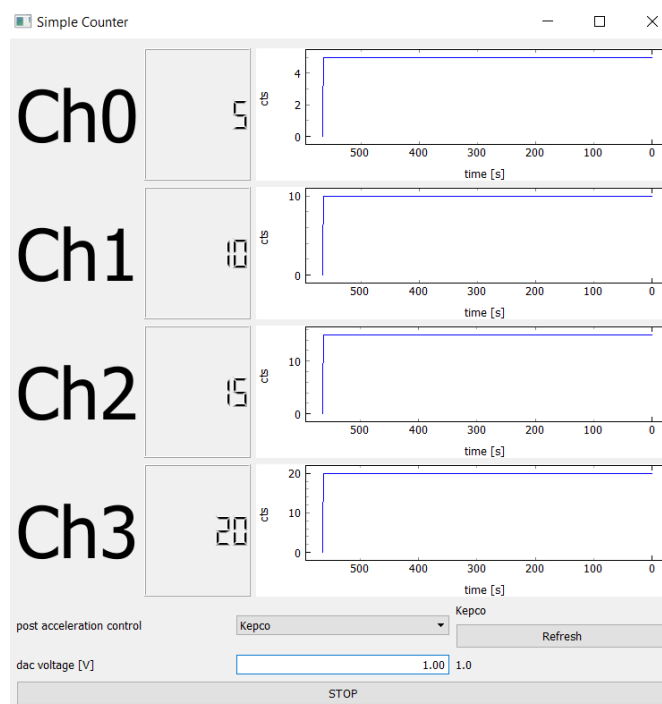 Simple Counter
Ch0
5
cts
4
2
0
500 400 300 200 100 0
time [s]
Ch1
10
cts
10
0
500 400 300 200 100 0
time [s]
Ch2
15
cts
10
0
500 400 300 200 100 0
time [s]
Ch3
20
cts
20
10
0
500 400 300 200 100 0
time [s]
post acceleration control Kepco Kepco
Refresh
dac voltage [V] 1.00 1.0
STOP